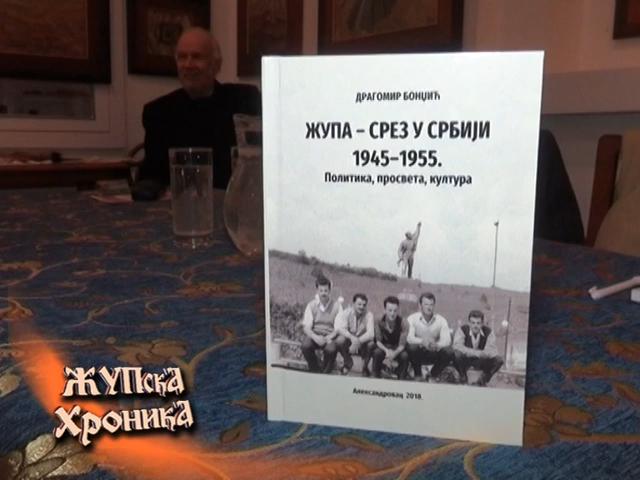 ДРАГОМИР БОНЏИЋ
ЖУПА – СРЕЗ У СРБИЈИ
1945–1955.
Политика, просвета, култура
Александровац 2018.
ЖУПска
Хроника